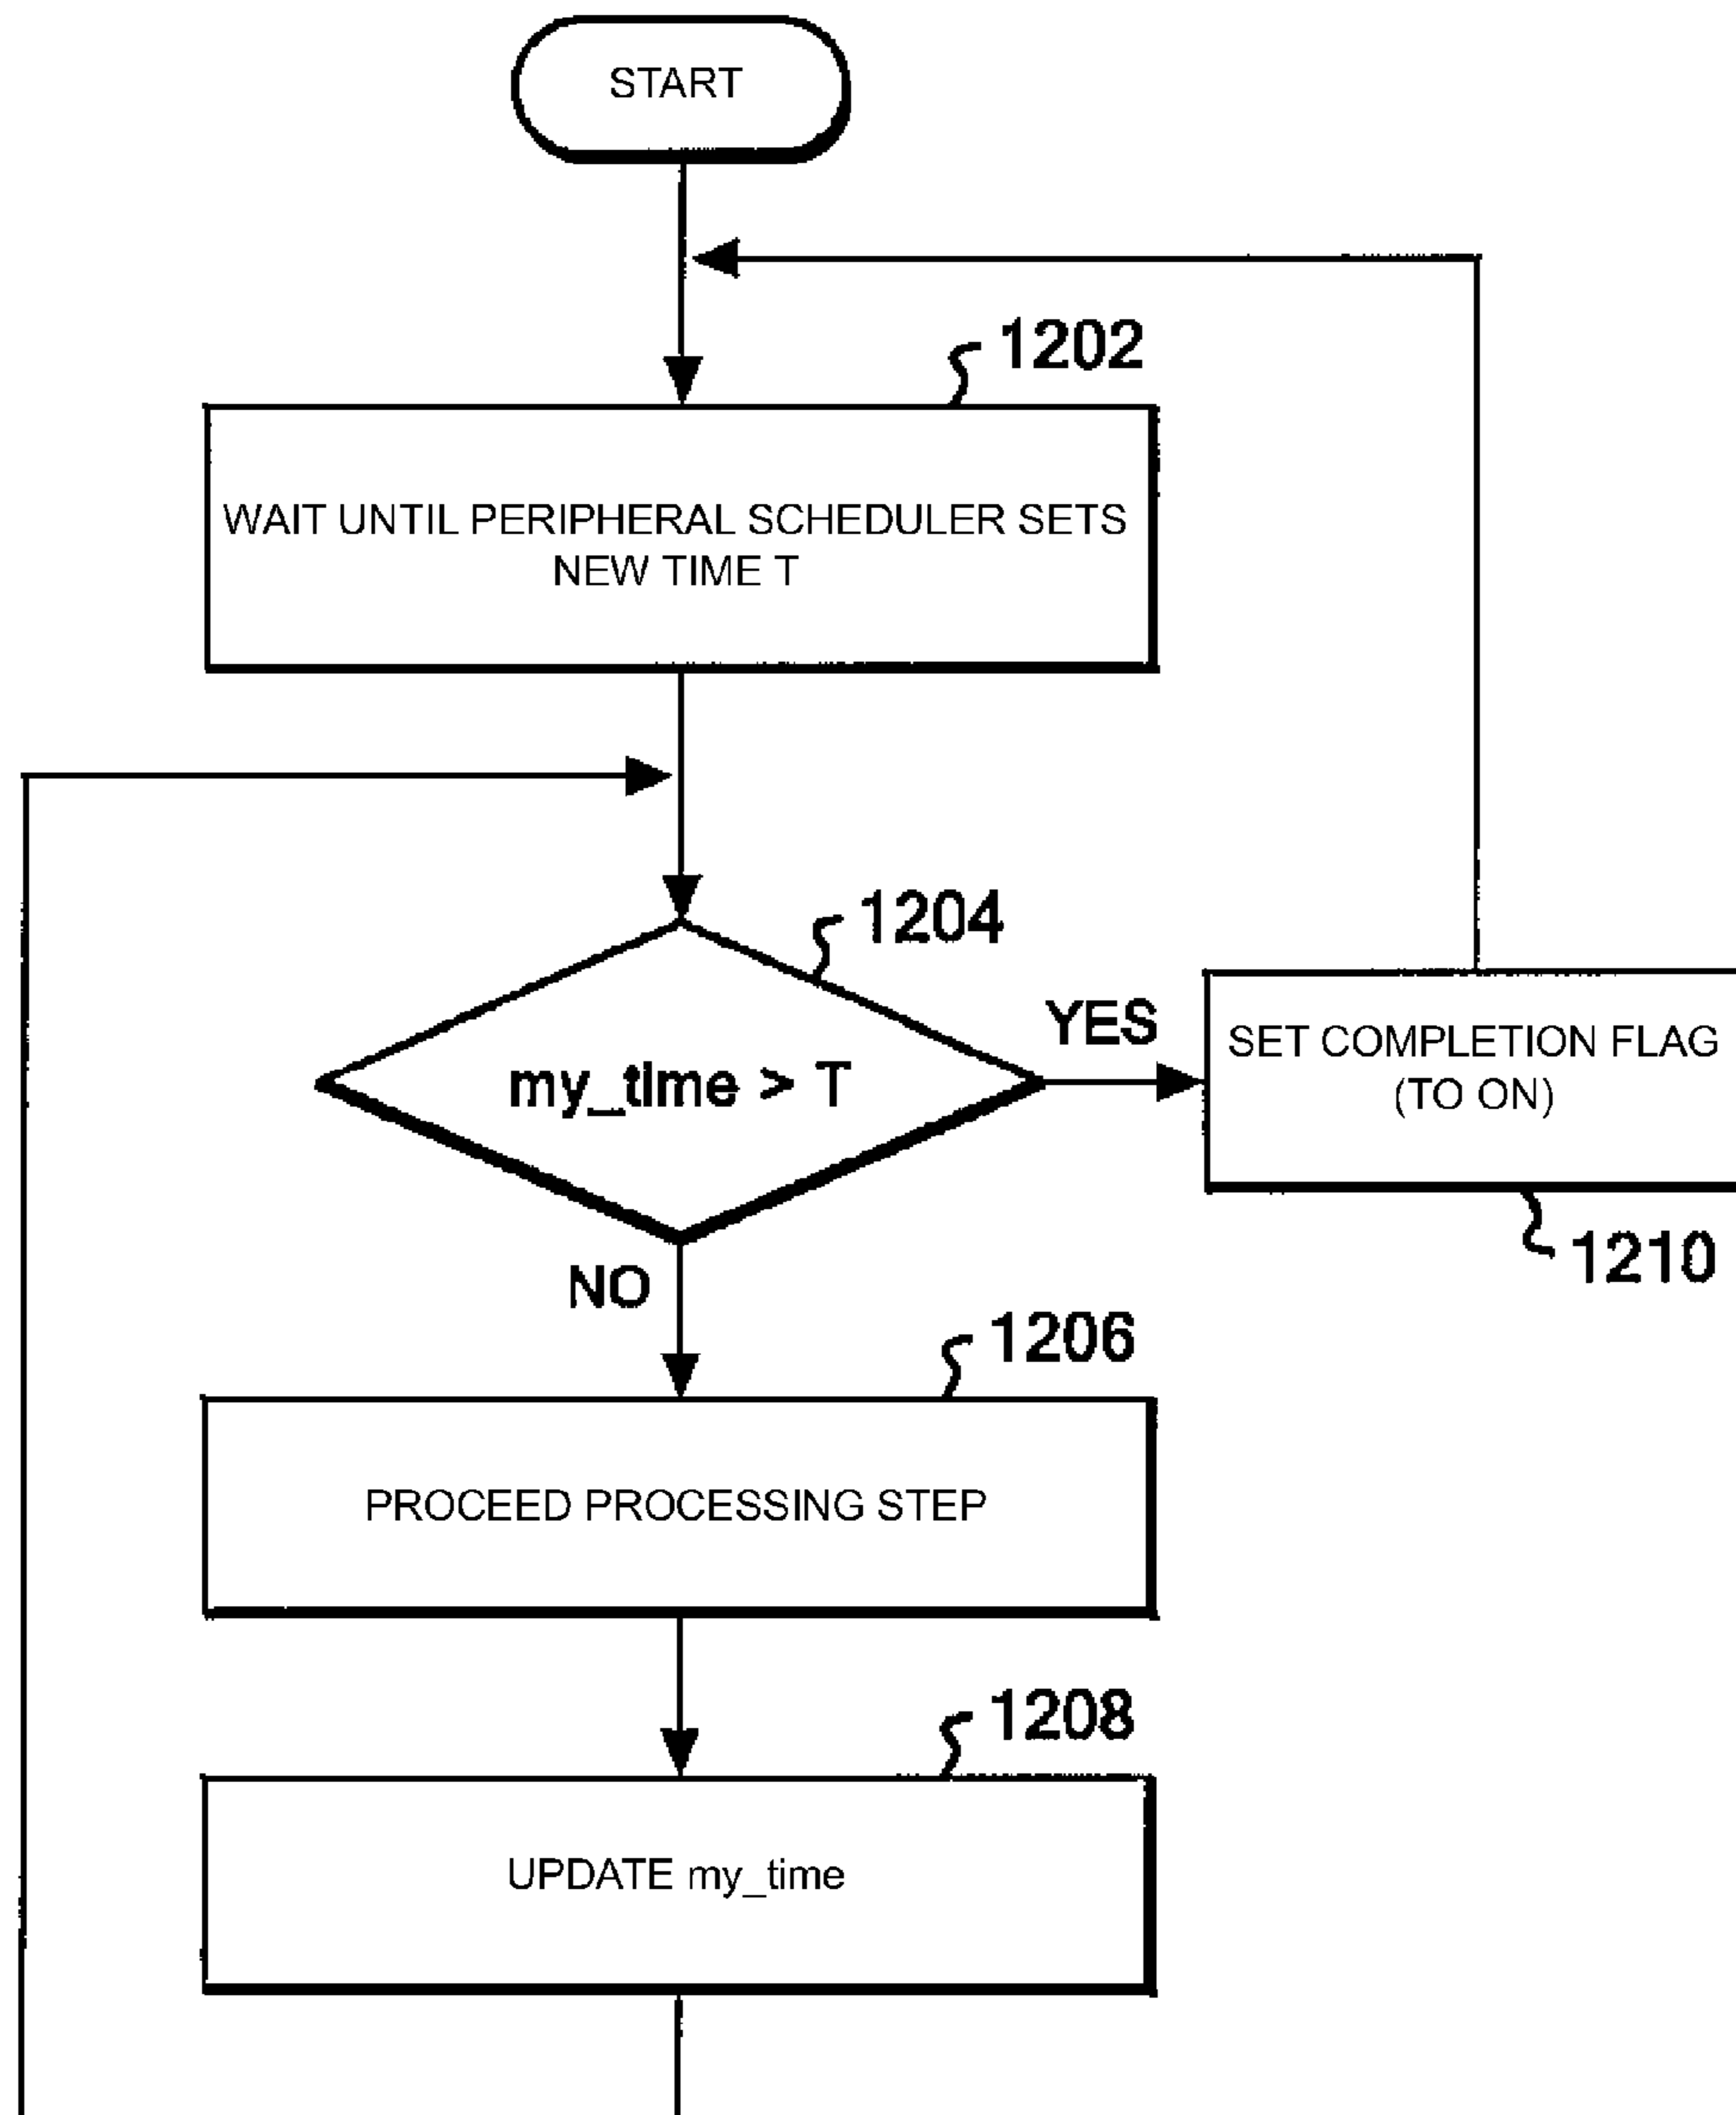 START
1202
WAIT UNTIL PERIPHERAL SCHEDULER SETS
NEW TIME T
1204
my_time > T
YES
SET COMPLETION FLAG
(TO ON)
1210
NO
1206
PROCEED PROCESSING STEP
1208
UPDATE my_time